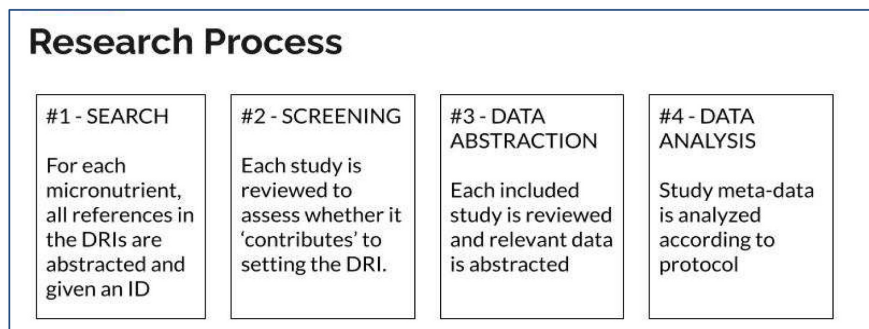 Research Process
#1 - SEARCH
For each
micronutrient,
all references in
the DRIs are
abstracted and
given an ID
#2 - SCREENING
Each study is
reviewed to
assess whether it
‘contributes’ to
setting the DRI.
#3 - DATA
ABSTRACTION
Each included
study is reviewed
and relevant data
is abstracted
#4 - DATA
ANALYSIS
Study meta-data
is analyzed
according to
protocol